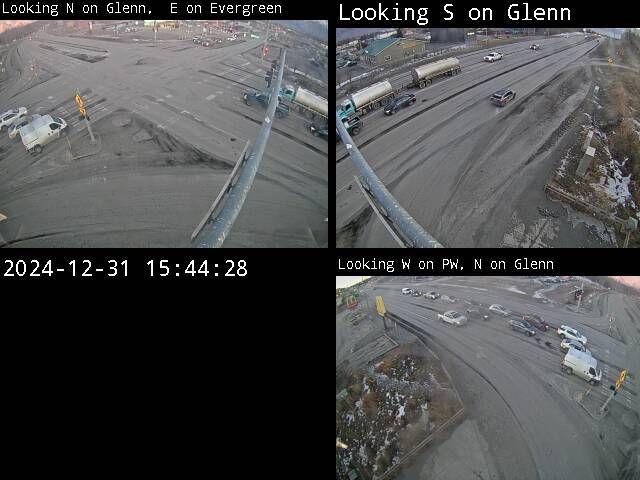 Looking N on Glenn,  E on Evergreen
Looking S on Glenn
2024-12-31 15:44:28
Looking W on PW, N on Glenn